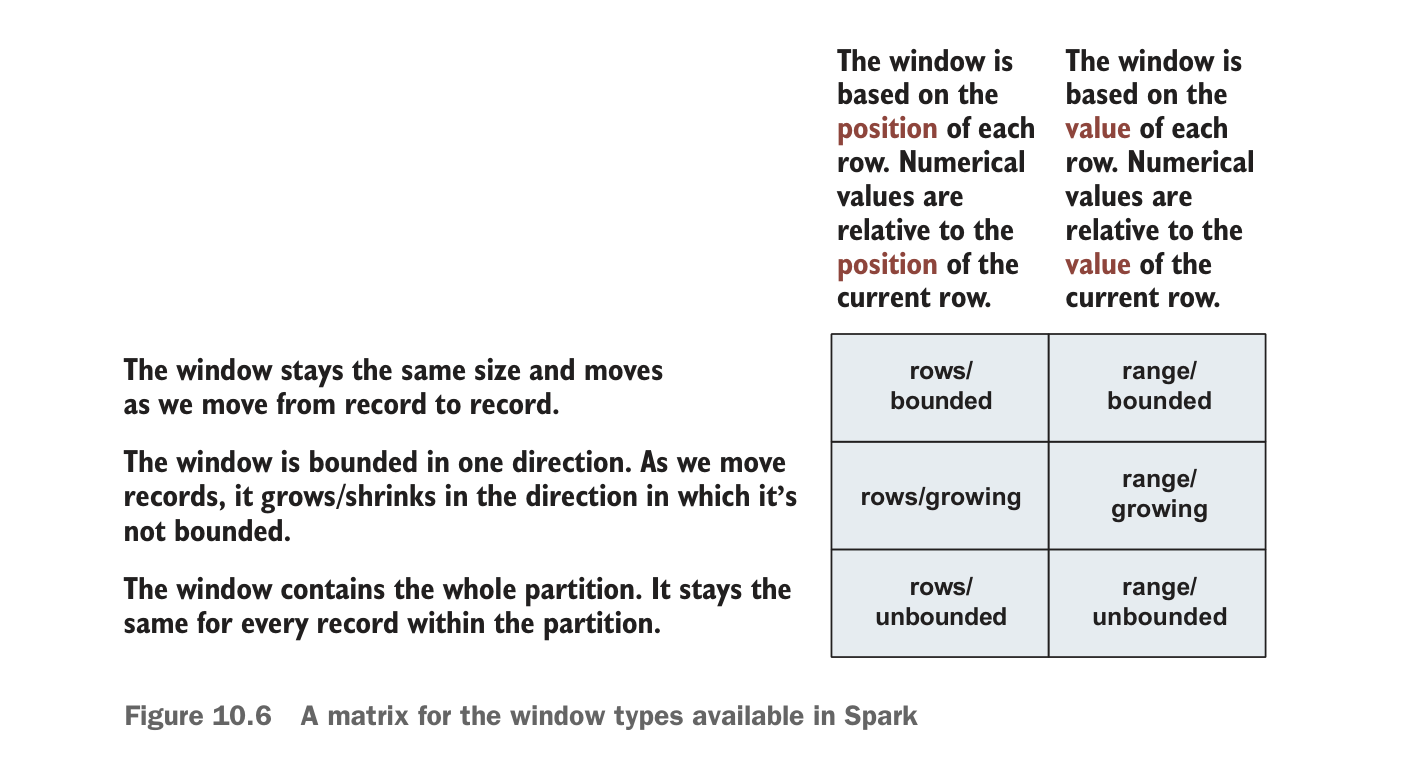 The window is
based on the
position of each
row. Numerical
values are
relative to the
position of the
current row.
The window is
based on the
value of each
row. Numerical
values are
relative to the
value of the
current row.
The window stays the same size and moves
as we move from record to record.
rows/
bounded
range/
bounded
The window is bounded in one direction. As we move
records, it grows/shrinks in the direction in which it’s
not bounded.
rows/growing
range/
growing
The window contains the whole partition. It stays the
same for every record within the partition.
rows/
unbounded
range/
unbounded
Figure 10.6 A matrix for the window types available in Spark